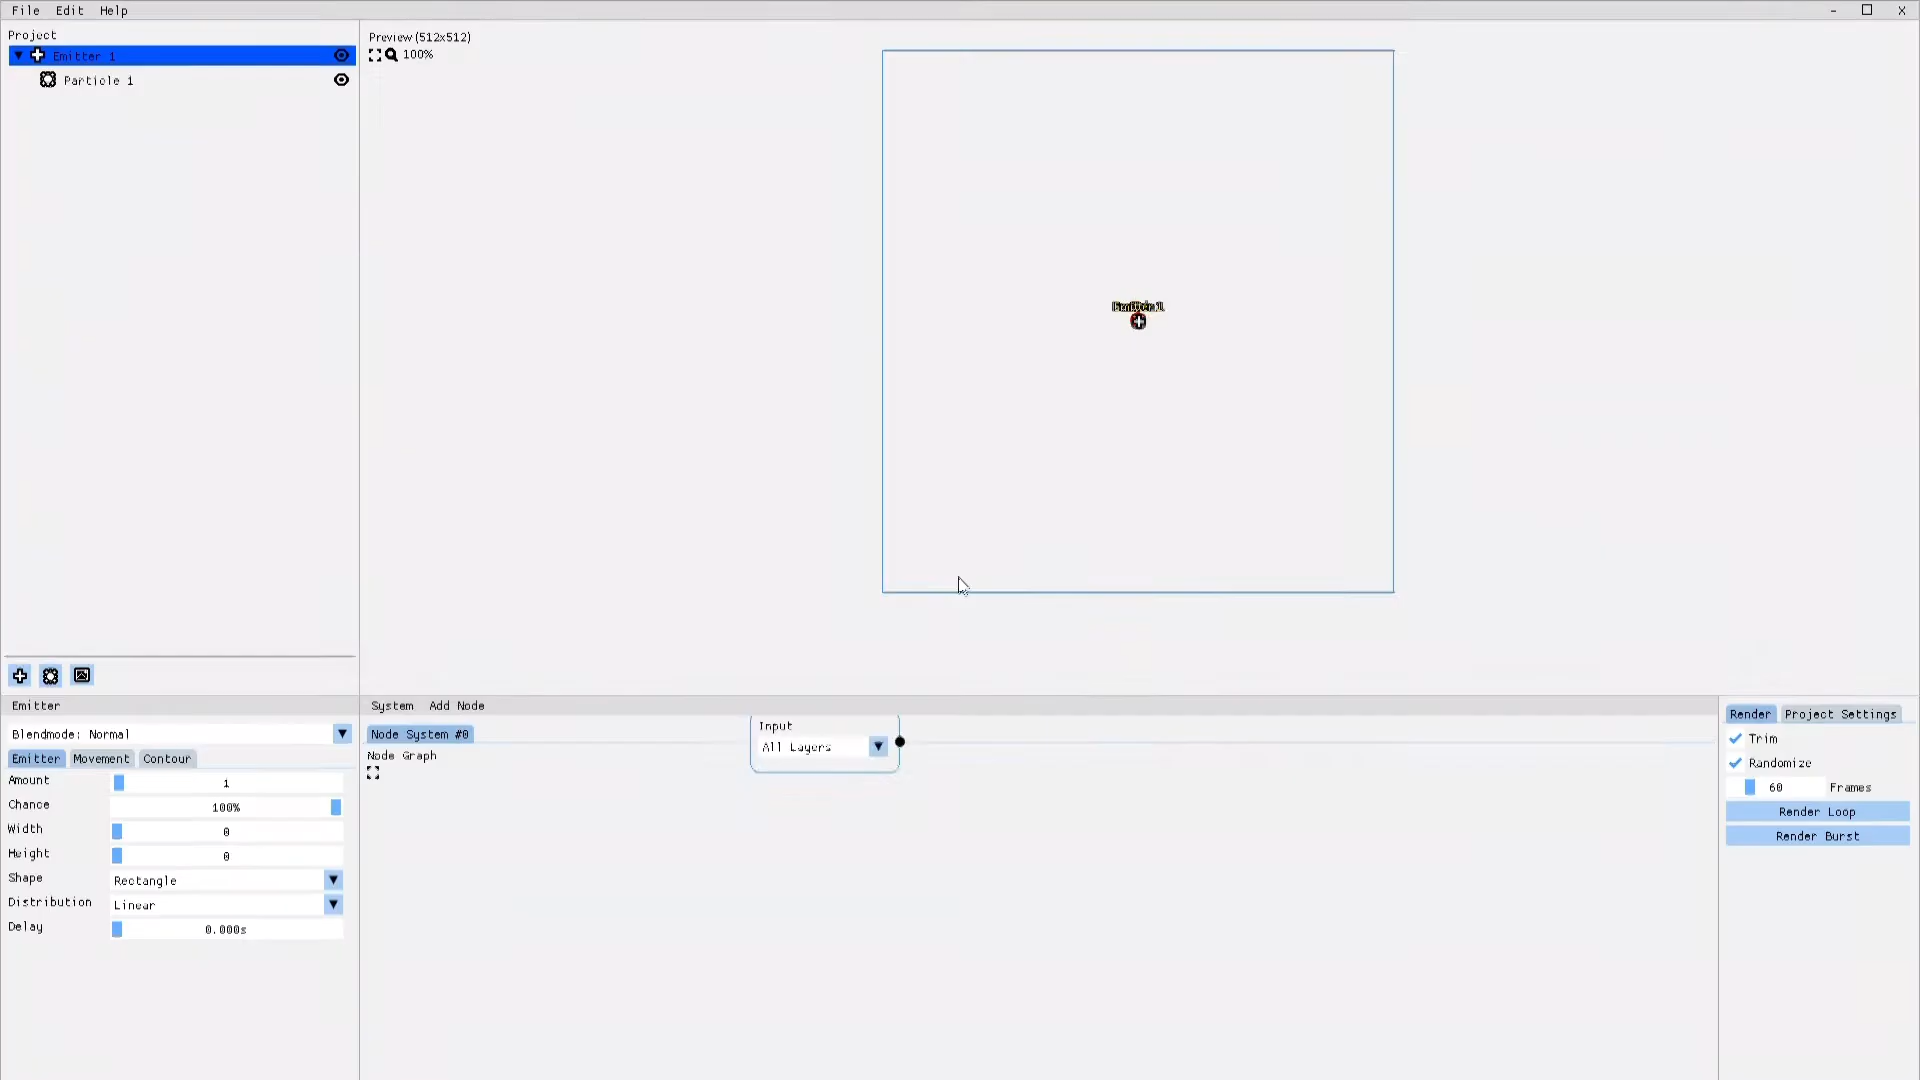 File Edit Help
- X
Project
Emitter 1
Particle 1
Preview (512x512)
100%
Emitter 1
Emitter
Blendmode: Normal
Emitter Movement Contour
Amount 1
Chance 100%
Width 0
Height 0
Shape Rectangle
Distribution Linear
Delay 0.000s
System Add Node
Node System #0
Node Graph
Input
All Layers
Render Project Settings
Trim
Randomize
60 Frames
Render Loop
Render Burst